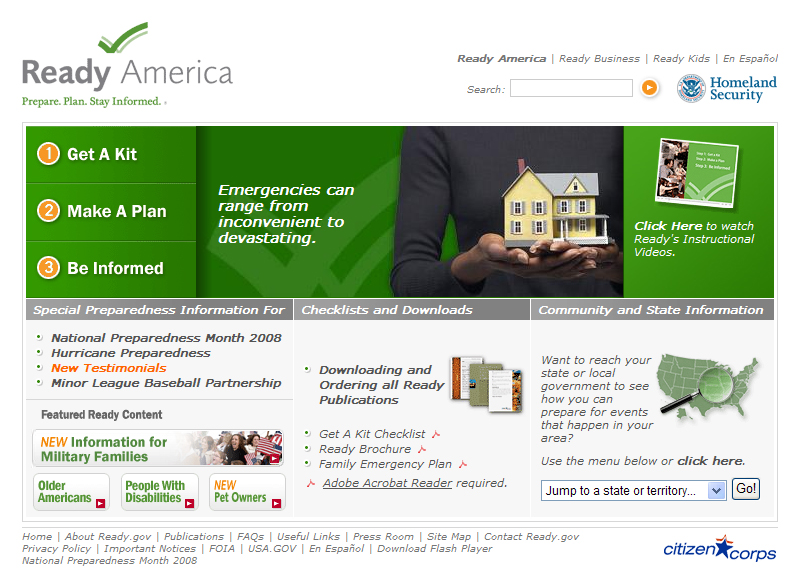 Ready America
Prepare. Plan. Stay Informed.
Ready America | Ready Business | Ready Kids | En Español
Search:
Homeland
Security
1 Get A Kit
2 Make A Plan
3 Be Informed
Emergencies can
range from
inconvenient to
devastating.
Step 1: Get a Kit
Step 2: Make a Plan
Step 3: Be Informed
Click Here to watch
Ready's Instructional
Videos.
Special Preparedness Information For
National Preparedness Month 2008
Hurricane Preparedness
New Testimonials
Minor League Baseball Partnership
Featured Ready Content
NEW Information for
Military Families
Older
Americans
People With
Disabilities
NEW
Pet Owners
Checklists and Downloads
Downloading and
Ordering all Ready
Publications
Get A Kit Checklist
Ready Brochure
Family Emergency Plan
Adobe Acrobat Reader required.
Community and State Information
Want to reach your
state or local
government to see
how you can
prepare for events
that happen in your
area?
Use the menu below or click here.
Jump to a state or territory...
Go!
Home | About Ready.gov | Publications | FAQs | Useful Links | Press Room | Site Map | Contact Ready.gov
Privacy Policy | Important Notices | FOIA | USA.GOV | En Español | Download Flash Player
National Preparedness Month 2008
citizen corps